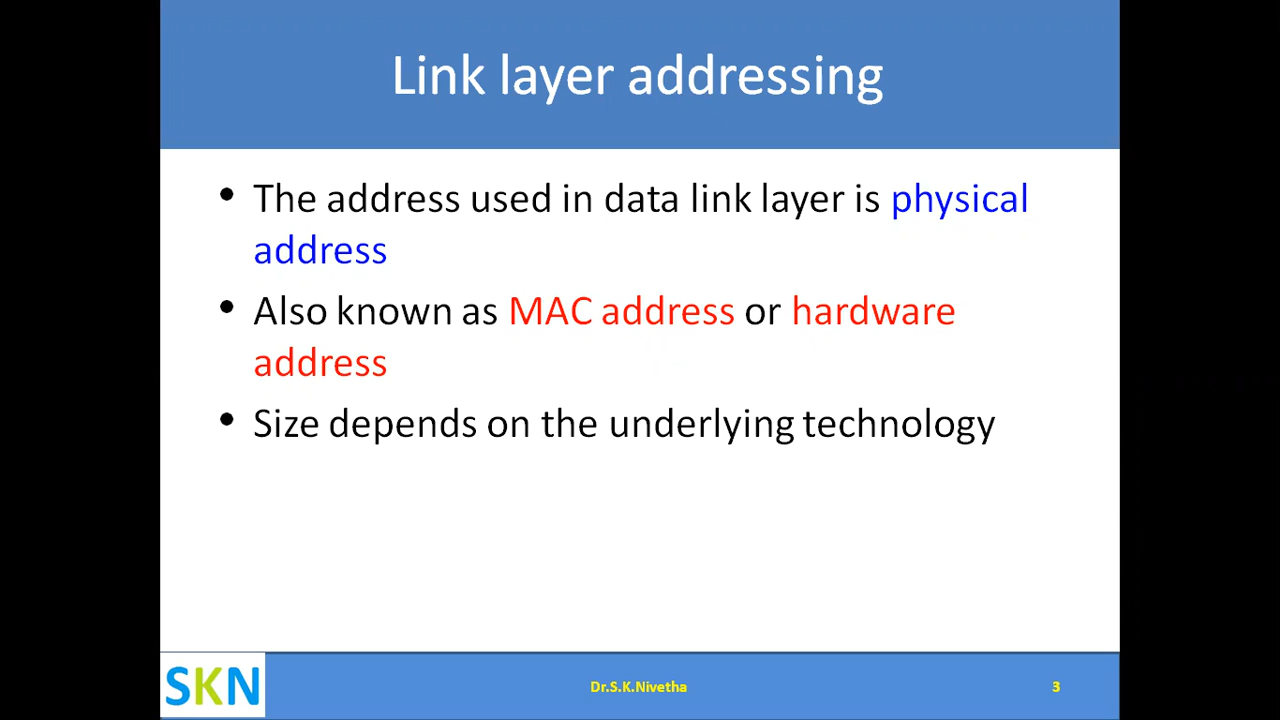 Link layer addressing
• The address used in data link layer is physical
address
• Also known as MAC address or hardware
address
• Size depends on the underlying technology
SKN
Dr.S.K.Nivetha
3